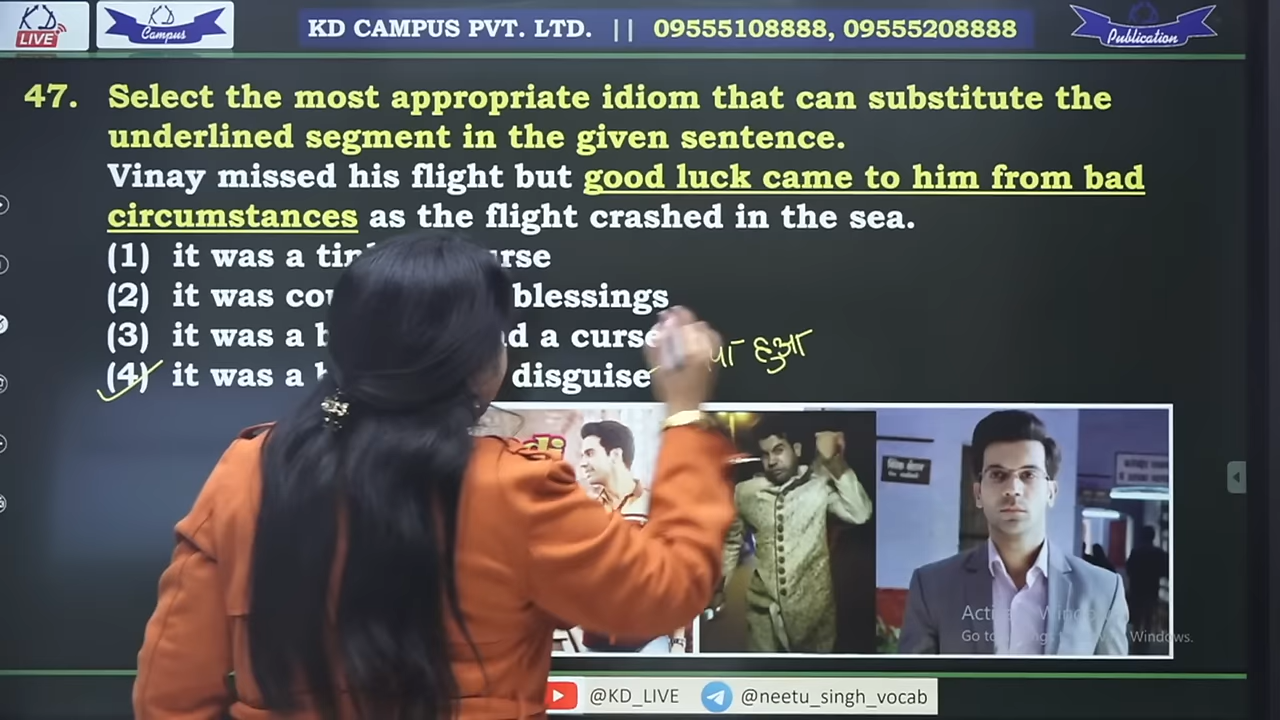 KD
LIVE
KD
Campus
KD CAMPUS PVT. LTD. || 09555108888, 09555208888
Publication
47. Select the most appropriate idiom that can substitute the
underlined segment in the given sentence.
Vinay missed his flight but good luck came to him from bad
circumstances as the flight crashed in the sea.
(1) it was a
(2) it was blessings
(3) it was a a curse
(4) it was a disguise
हुआ
@KD_LIVE
@neetu_singh_vocab